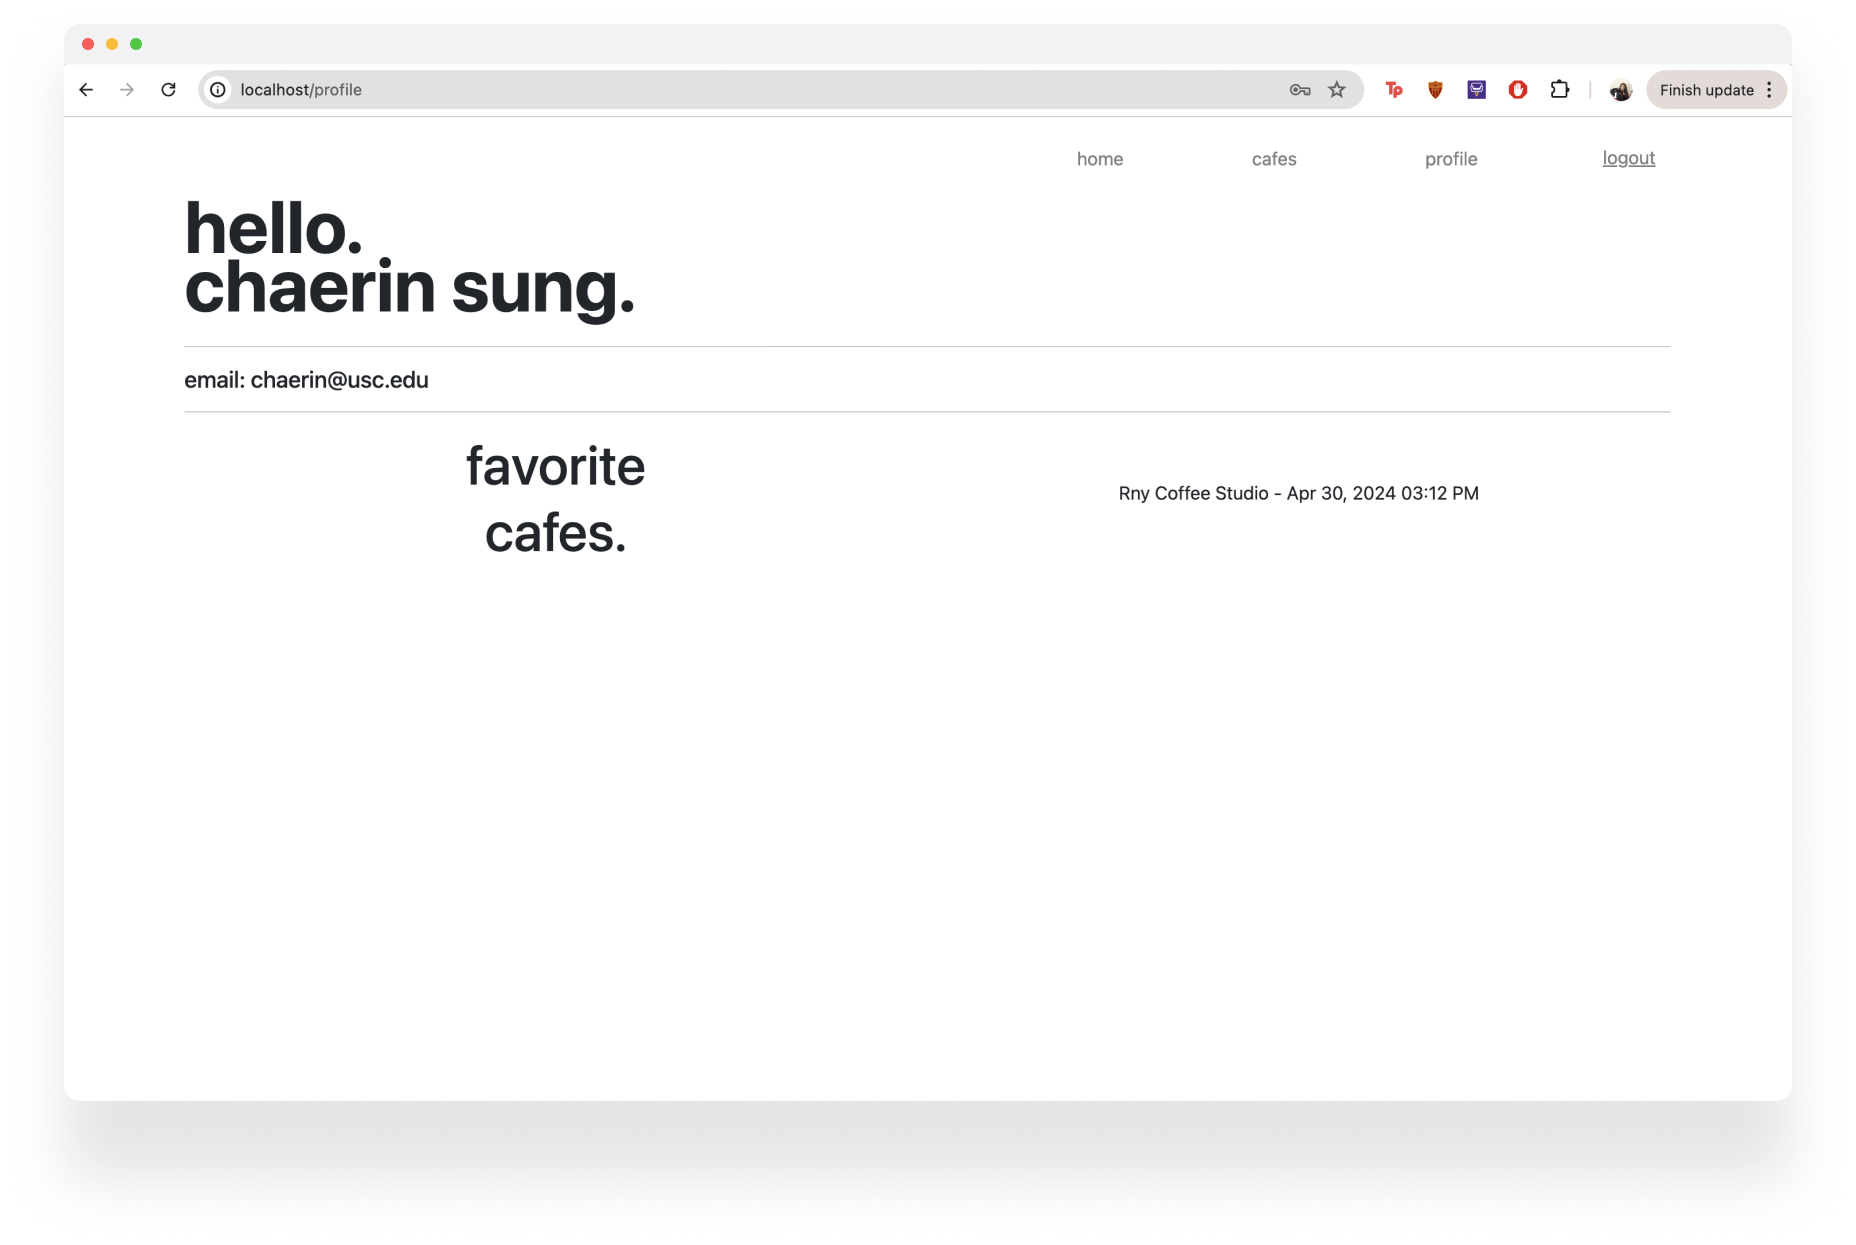 localhost/profile
Tp
Finish update
home cafes profile logout
hello.
chaerin sung.
email: chaerin@usc.edu
favorite
cafes.
Rny Coffee Studio - Apr 30, 2024 03:12 PM